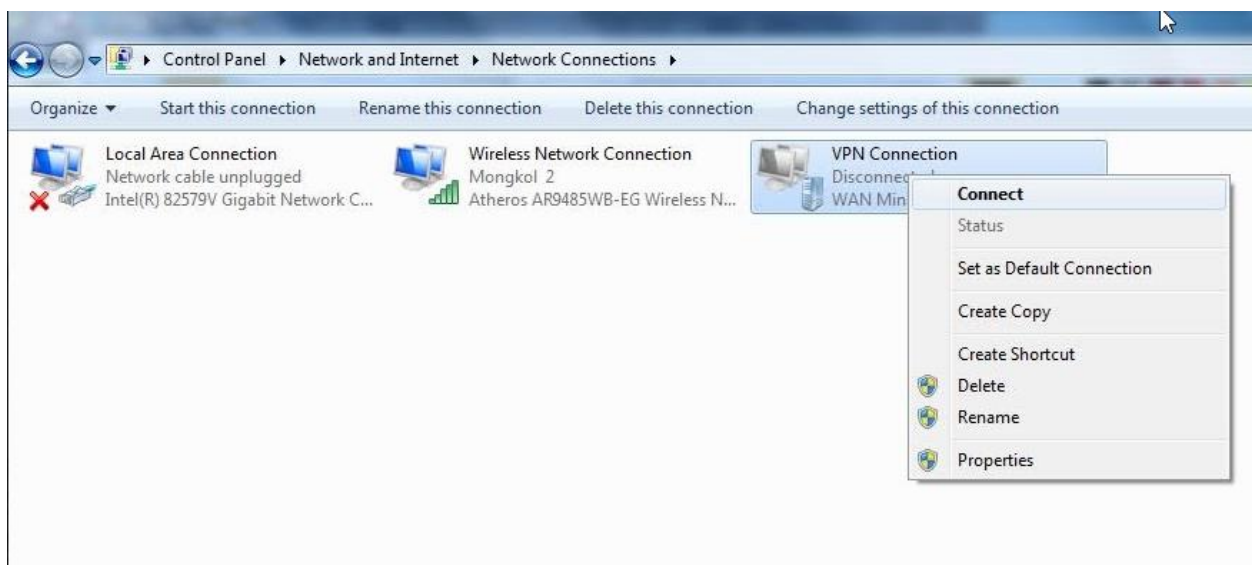 Control Panel ▸ Network and Internet ▸ Network Connections ▸
Organize Start this connection Rename this connection Delete this connection Change settings of this connection
Local Area Connection
Network cable unplugged
Intel(R) 82579V Gigabit Network C...
Wireless Network Connection
Mongkol 2
Atheros AR9485WB-EG Wireless N...
VPN Connection
WAN Min
Connect
Status
Set as Default Connection
Create Copy
Create Shortcut
Delete
Rename
Properties